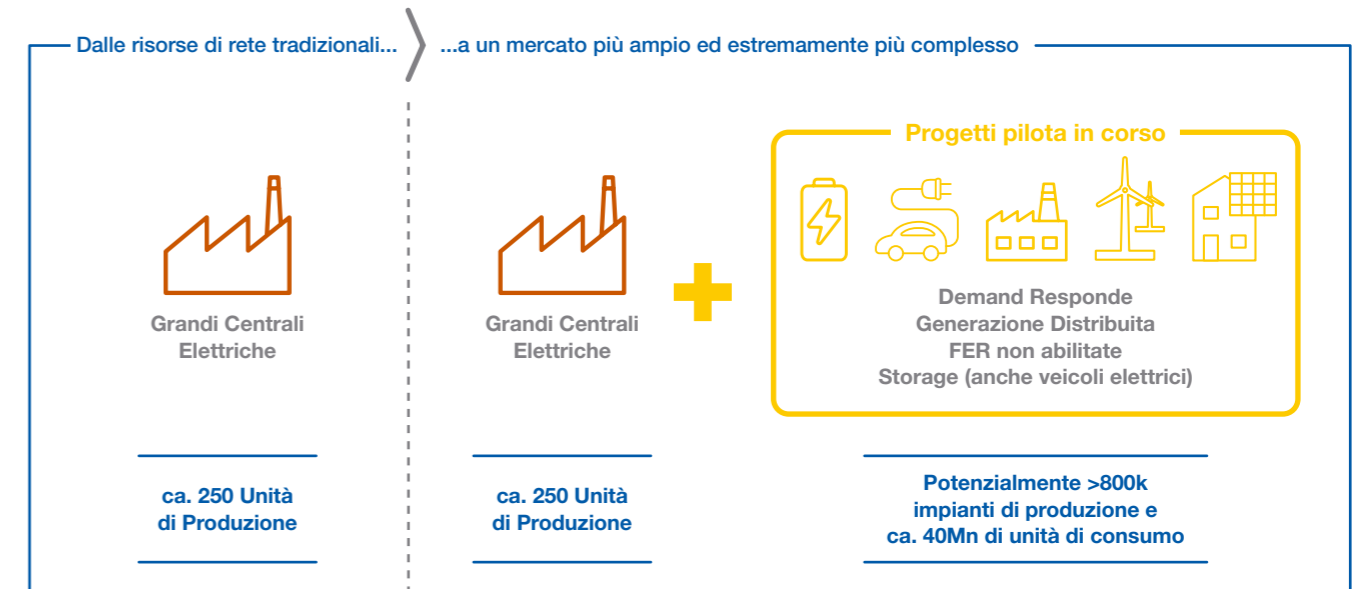 Dalle risorse di rete tradizionali...
...a un mercato più ampio ed estremamente più complesso
Grandi Centrali
Elettriche
ca. 250 Unità
di Produzione
Grandi Centrali
Elettriche
ca. 250 Unità
di Produzione
Progetti pilota in corso
Demand Responde
Generazione Distribuita
FER non abilitate
Storage (anche veicoli elettrici)
Potenzialmente >800k
impianti di produzione e
ca. 40Mn di unità di consumo